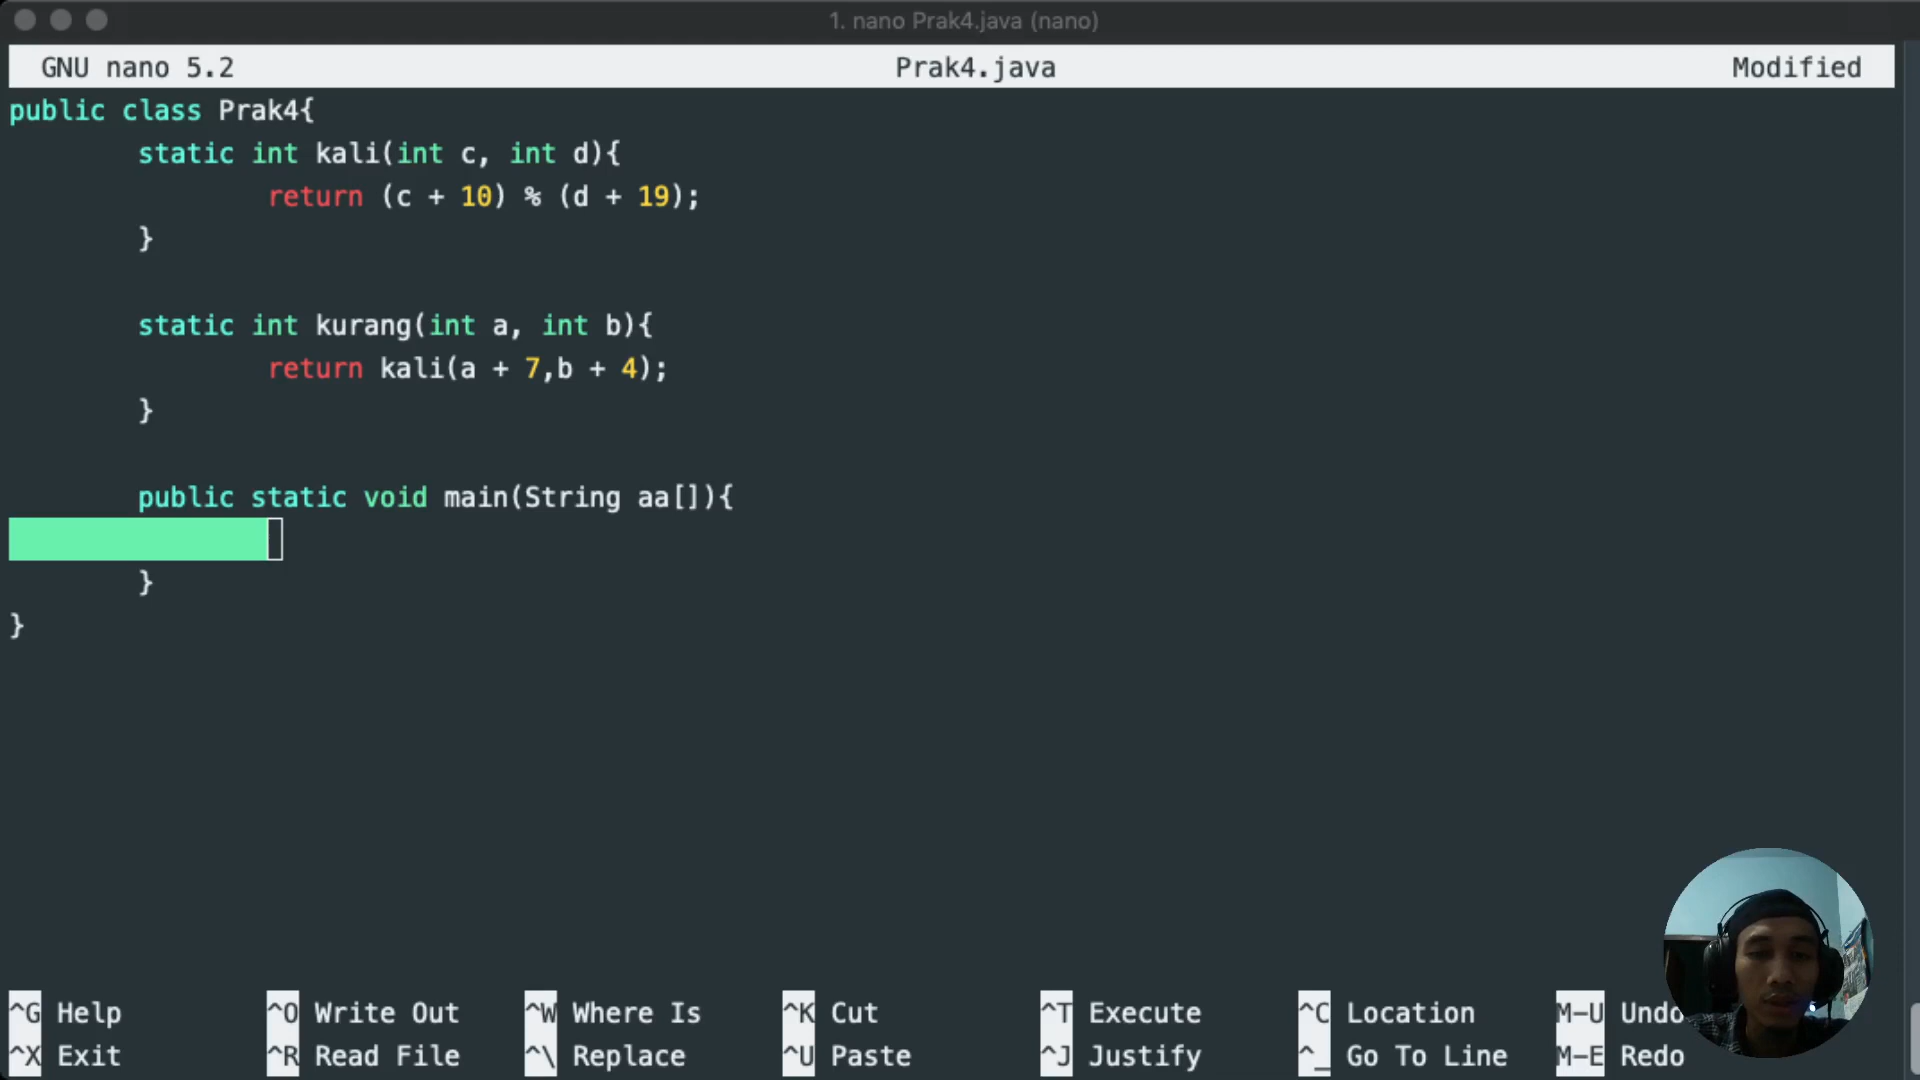 1. nano Prak4.java (nano)
GNU nano 5.2 Prak4.java Modified
public class Prak4{
static int kali(int c, int d){
return (c + 10) % (d + 19);
}
static int kurang(int a, int b){
return kali(a + 7,b + 4);
}
public static void main(String aa[]){
}
}
^G Help ^O Write Out ^W Where Is ^K Cut ^T Execute ^C Location M-U Undo
^X Exit ^R Read File ^\ Replace ^U Paste ^J Justify ^_ Go To Line M-E Redo